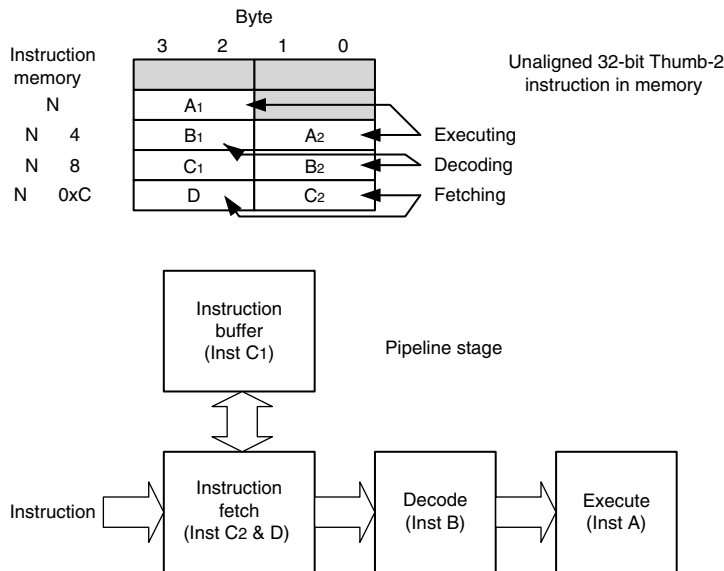 Byte
3 2 1 0
Instruction memory
Unaligned 32-bit Thumb-2
instruction in memory
N A1
N 4 B1 A2 Executing
N 8 C1 B2 Decoding
N 0xC D C2 Fetching
Instruction
buffer
(Inst C1)
Pipeline stage
Instruction
Instruction
fetch
(Inst C2 & D)
Decode
(Inst B)
Execute
(Inst A)